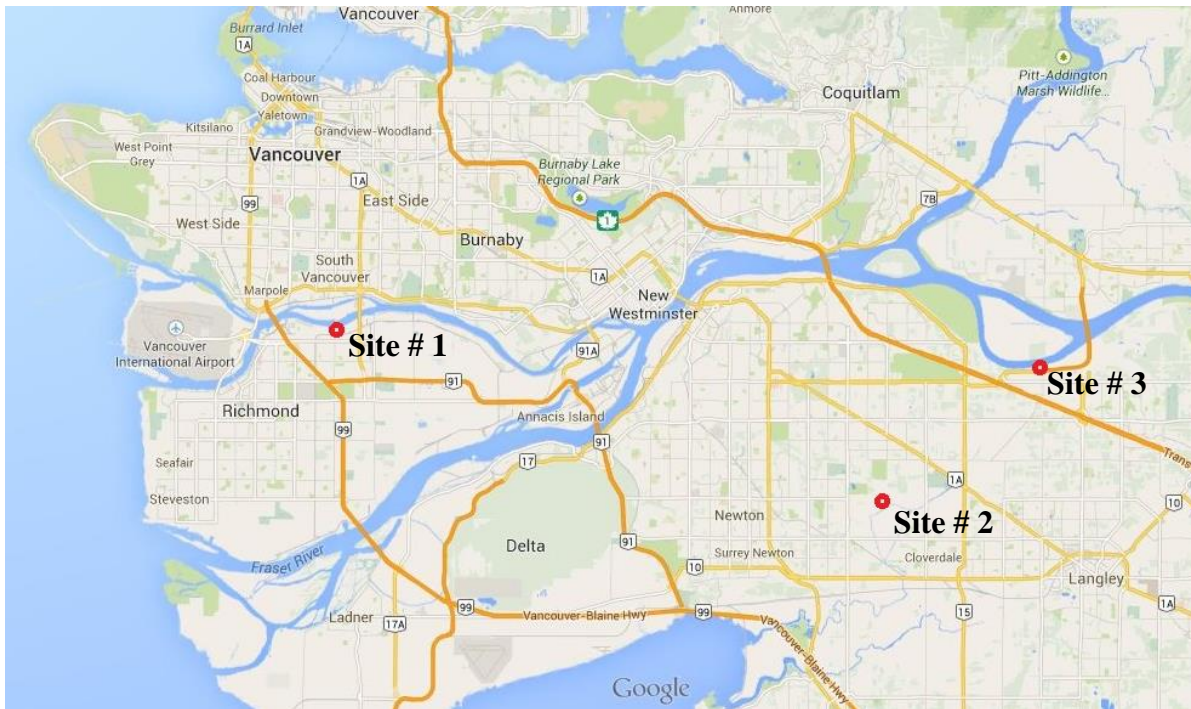 Vancouver
Anmore
Burrard Inlet
1A
Coal Harbour
Downtown
Yaletown
Coquitlam
Pitt-Addington
Marsh Wildlife...
Kitsilano
Grandview-Woodland
West Point
Grey
Vancouver
1A
Burnaby Lake
Regional Park
99
East Side
7B
West Side
1
Burnaby
South
Vancouver
1A
Marpole
New
Westminster
Vancouver
International Airport
Site # 1
91A
Site # 3
91
Richmond
Annacis Island
99
91
Trans
Seafair
17
1A
Steveston
10
Newton
Site # 2
Delta
91
Fraser River
Surrey Newton
Cloverdale
10
Langley
99
Vancouver-Blaine Hwy
99
15
1A
Ladner
17A
Vancouver-Blaine Hwy
Google